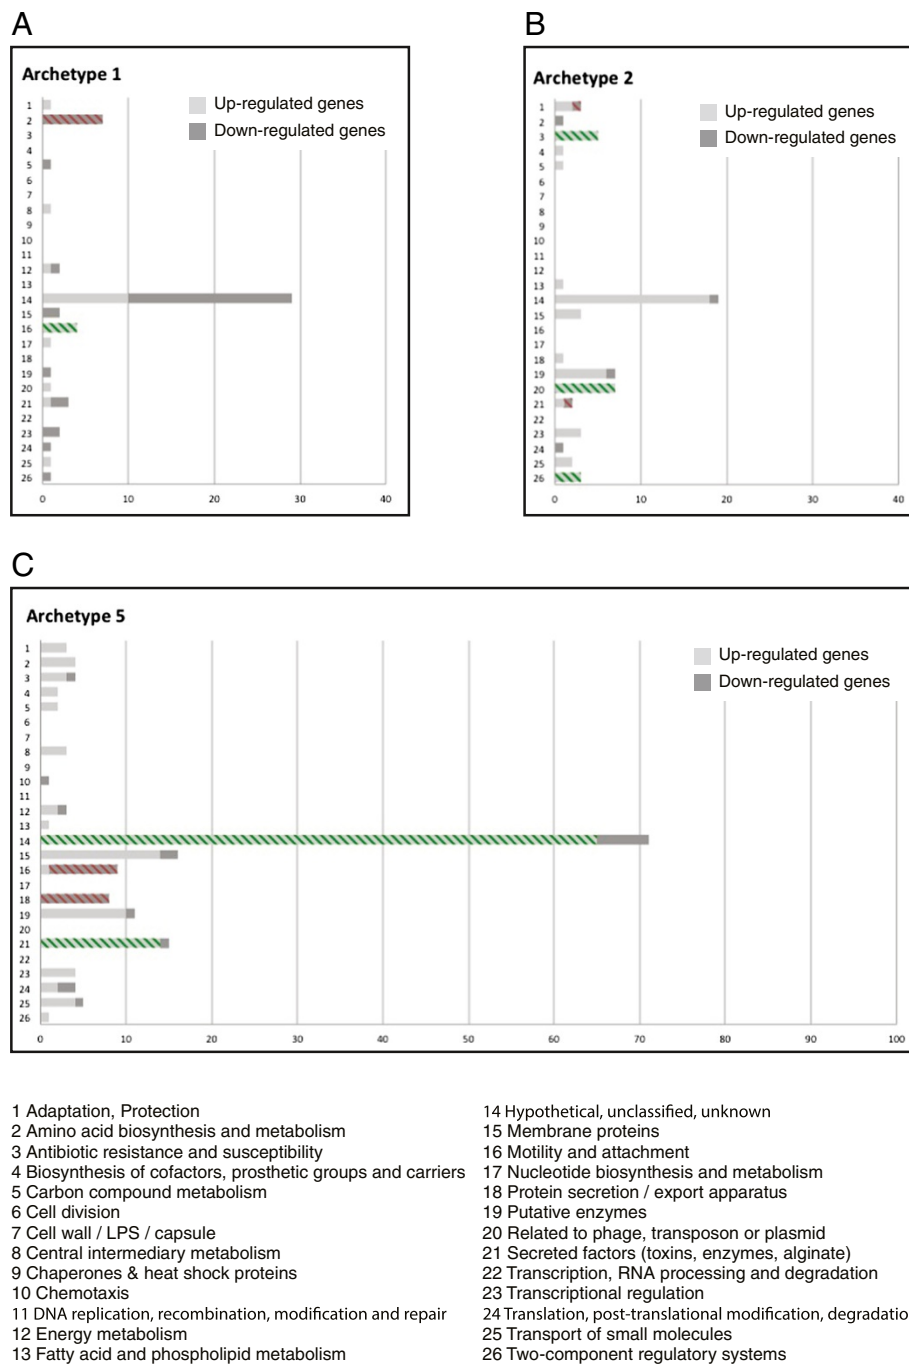 A
Archetype 1
Up-regulated genes
Down-regulated genes
1
2
3
4
5
6
7
8
9
10
11
12
13
14
15
16
17
18
19
20
21
22
23
24
25
26
0 10 20 30 40
B
Archetype 2
Up-regulated genes
Down-regulated genes
1
2
3
4
5
6
7
8
9
10
11
12
13
14
15
16
17
18
19
20
21
22
23
24
25
26
0 10 20 30 40
C
Archetype 5
Up-regulated genes
Down-regulated genes
1
2
3
4
5
6
7
8
9
10
11
12
13
14
15
16
17
18
19
20
21
22
23
24
25
26
0 10 20 30 40 50 60 70 80 90 100
1 Adaptation, Protection
2 Amino acid biosynthesis and metabolism
3 Antibiotic resistance and susceptibility
4 Biosynthesis of cofactors, prosthetic groups and carriers
5 Carbon compound metabolism
6 Cell division
7 Cell wall / LPS / capsule
8 Central intermediary metabolism
9 Chaperones & heat shock proteins
10 Chemotaxis
11 DNA replication, recombination, modification and repair
12 Energy metabolism
13 Fatty acid and phospholipid metabolism
14 Hypothetical, unclassified, unknown
15 Membrane proteins
16 Motility and attachment
17 Nucleotide biosynthesis and metabolism
18 Protein secretion / export apparatus
19 Putative enzymes
20 Related to phage, transposon or plasmid
21 Secreted factors (toxins, enzymes, alginate)
22 Transcription, RNA processing and degradation
23 Transcriptional regulation
24 Translation, post-translational modification, degradatio
25 Transport of small molecules
26 Two-component regulatory systems